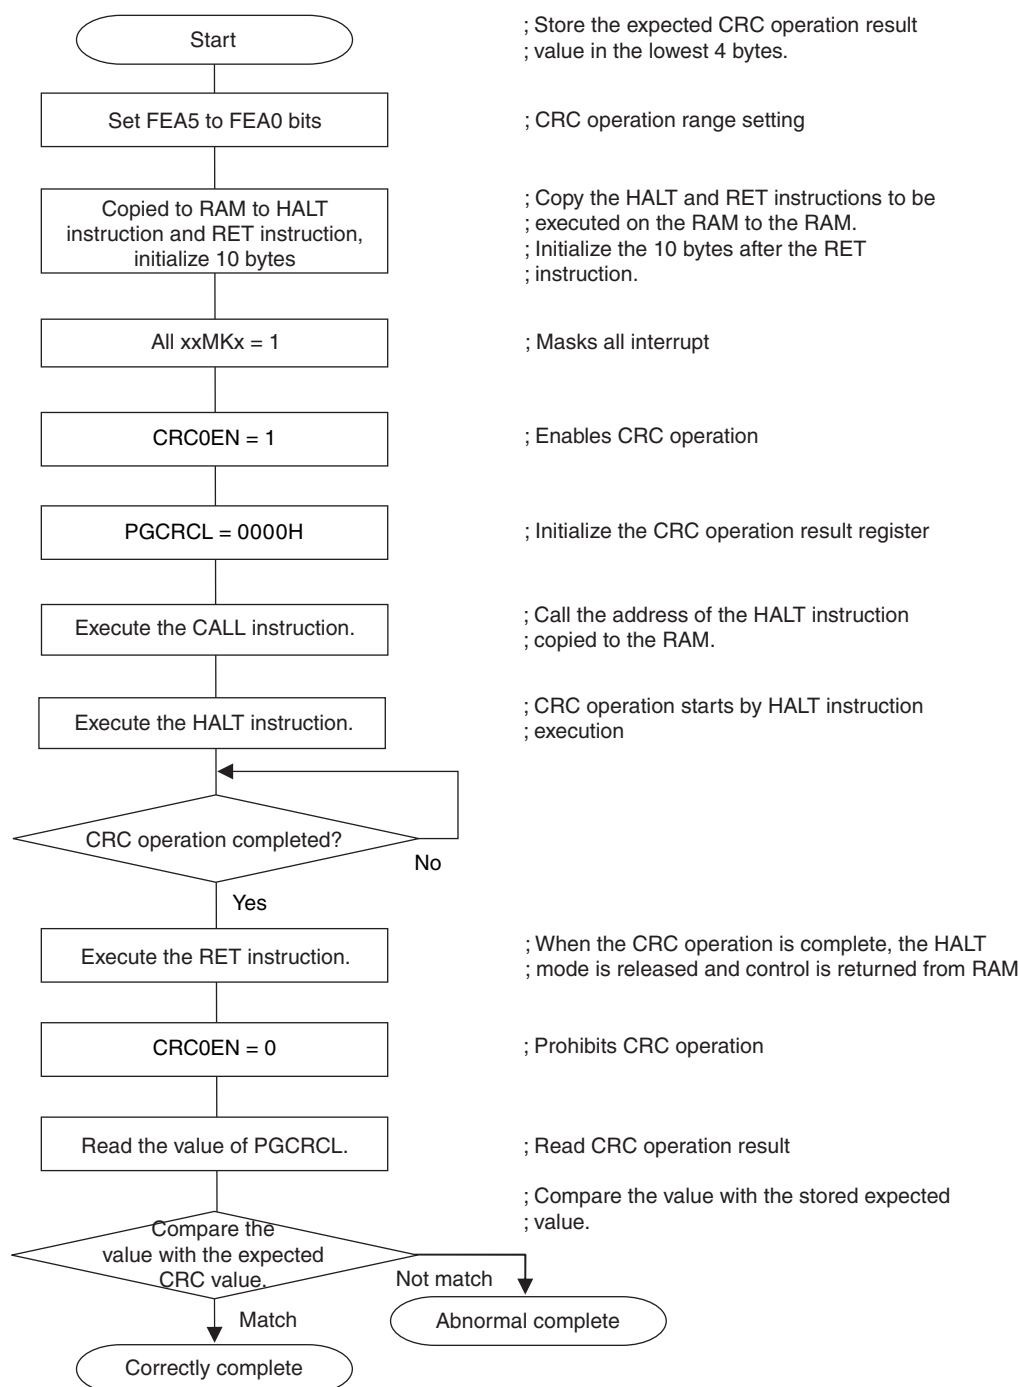 Start
; Store the expected CRC operation result
; value in the lowest 4 bytes.
Set FEA5 to FEA0 bits
; CRC operation range setting
Copied to RAM to HALT
instruction and RET instruction,
initialize 10 bytes
; Copy the HALT and RET instructions to be
; executed on the RAM to the RAM.
; Initialize the 10 bytes after the RET
; instruction.
All xxMKx = 1
; Masks all interrupt
CRC0EN = 1
; Enables CRC operation
PGCRCL = 0000H
; Initialize the CRC operation result register
Execute the CALL instruction.
; Call the address of the HALT instruction
; copied to the RAM.
Execute the HALT instruction.
; CRC operation starts by HALT instruction
; execution
CRC operation completed?
No
Yes
Execute the RET instruction.
; When the CRC operation is complete, the HALT
; mode is released and control is returned from RAM
CRC0EN = 0
; Prohibits CRC operation
Read the value of PGCRCL.
; Read CRC operation result
; Compare the value with the stored expected
; value.
Compare the
value with the expected
CRC value.
Not match
Match
Abnormal complete
Correctly complete